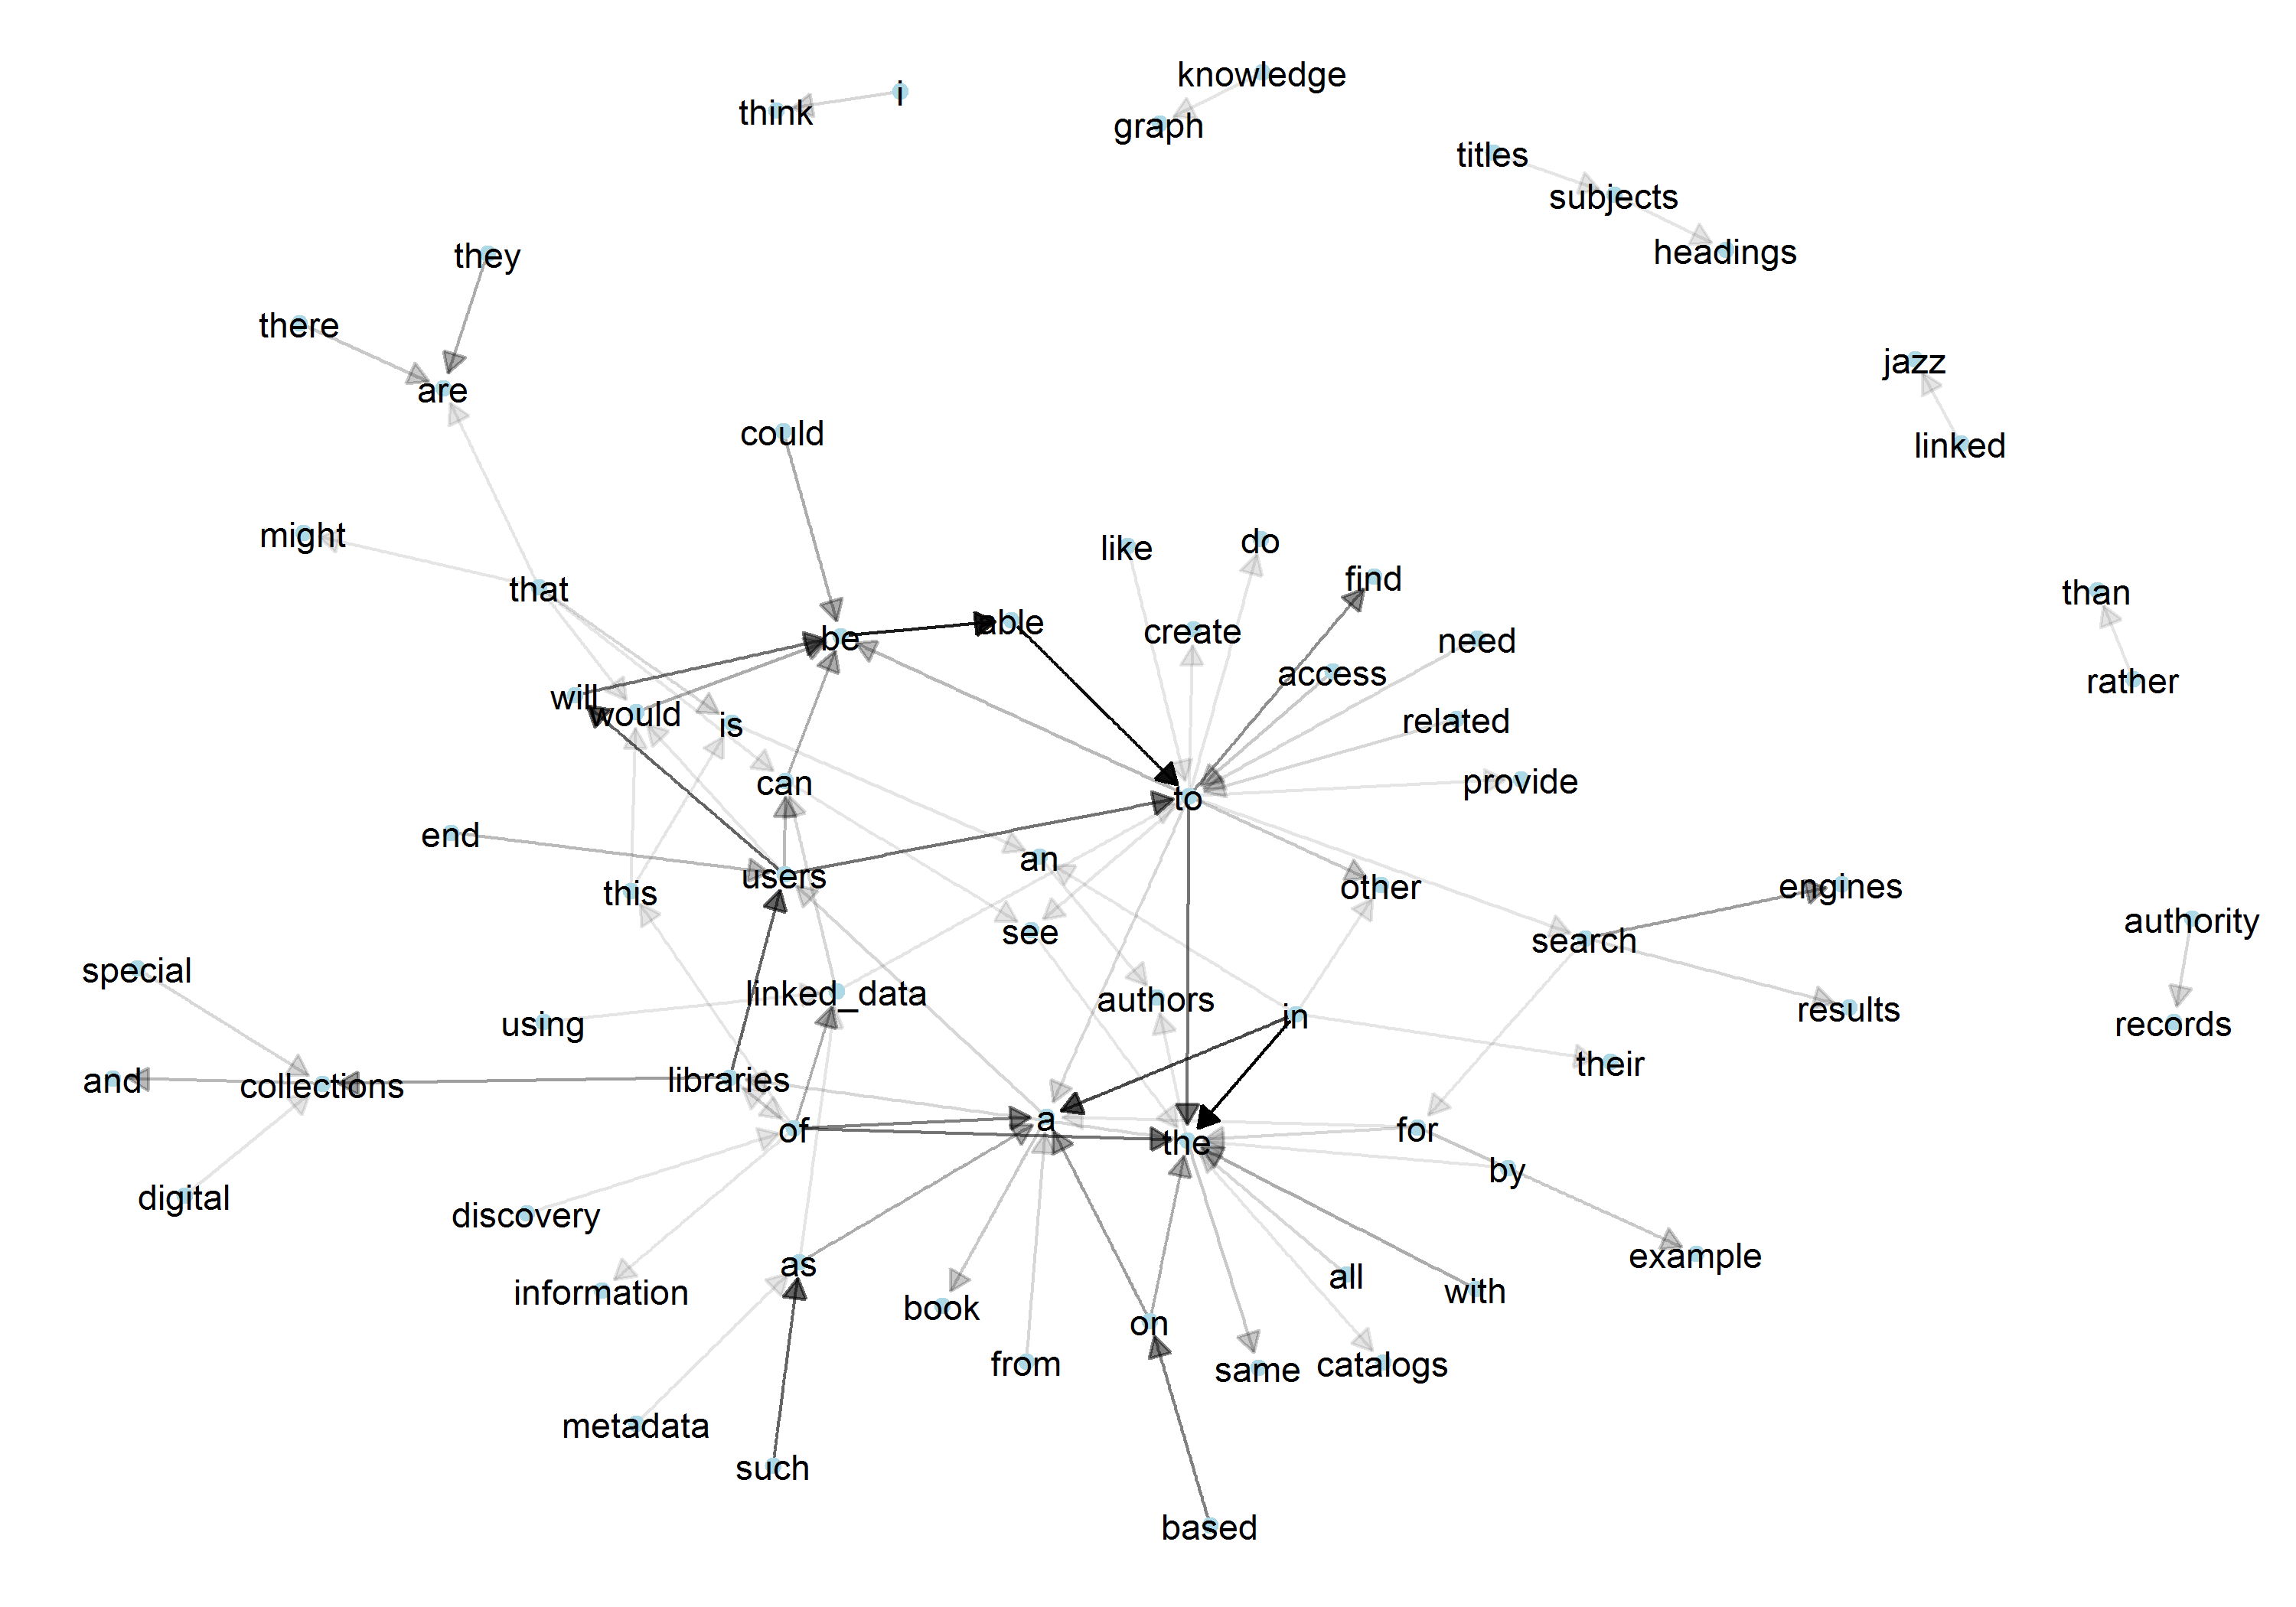 knowledge
i
think
graph
titles
subjects
headings
they
there
jazz
are
could
linked
might
like
do
find
that
than
able
create
be
need
access
rather
will
would
is
related
can
provide
to
end
an
users
this
other
engines
see
search
authority
special
linked_data
authors
using
in
results
records
their
and
collections
libraries
a
of
the
for
by
digital
discovery
as
example
information
all
with
book
on
from
same
catalogs
metadata
such
based